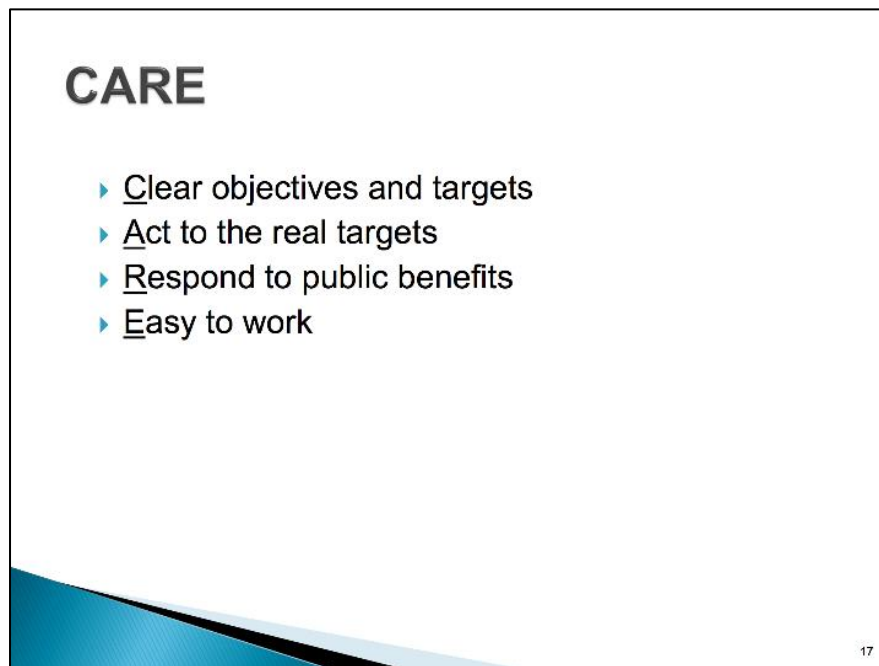 CARE
Clear objectives and targets
Act to the real targets
Respond to public benefits
Easy to work
17